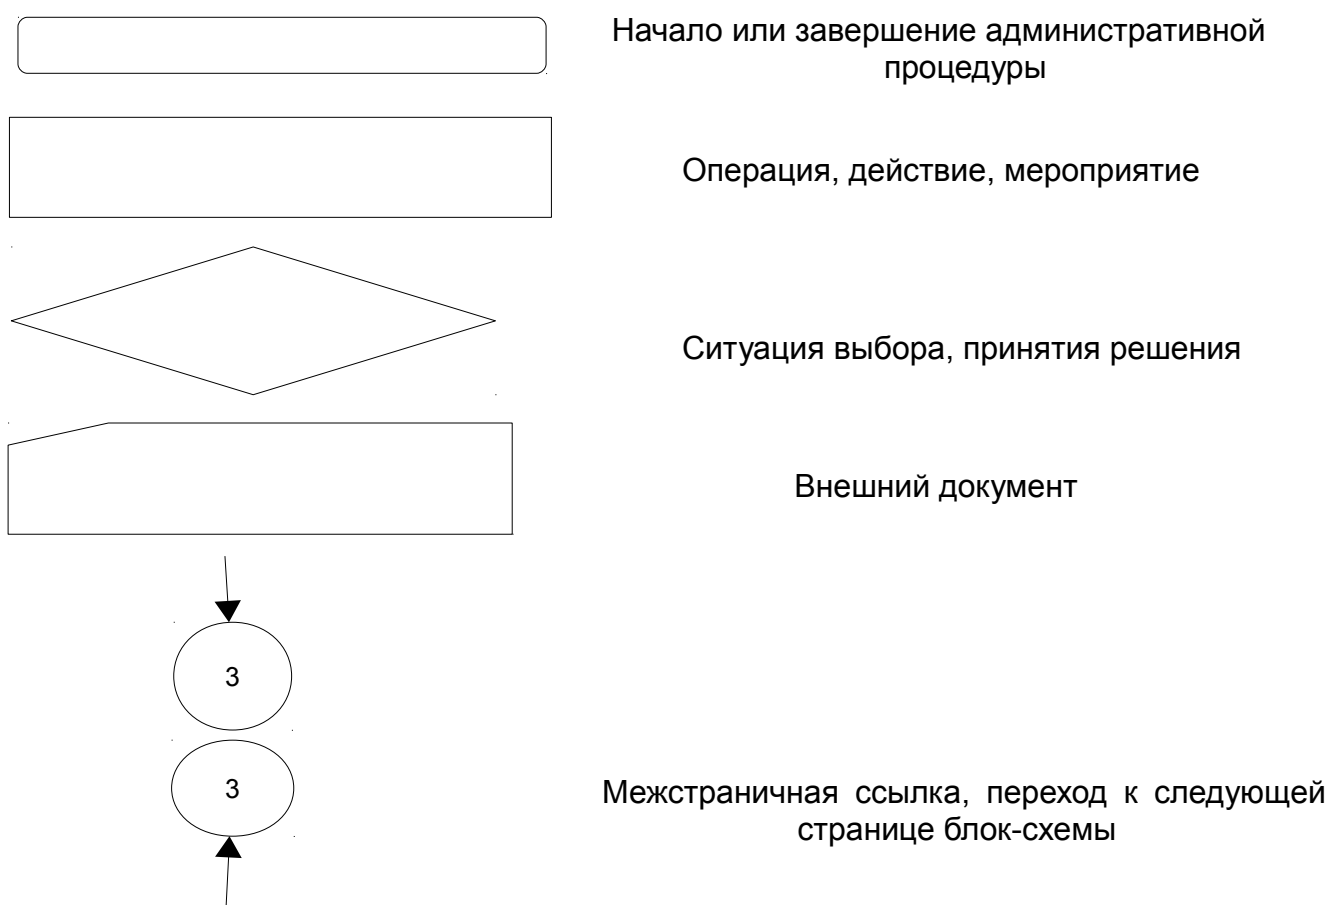 Начало или завершение административной
процедуры
Операция, действие, мероприятие
Ситуация выбора, принятия решения
Внешний документ
3
3
Межстраничная ссылка, переход к следующей
странице блок-схемы